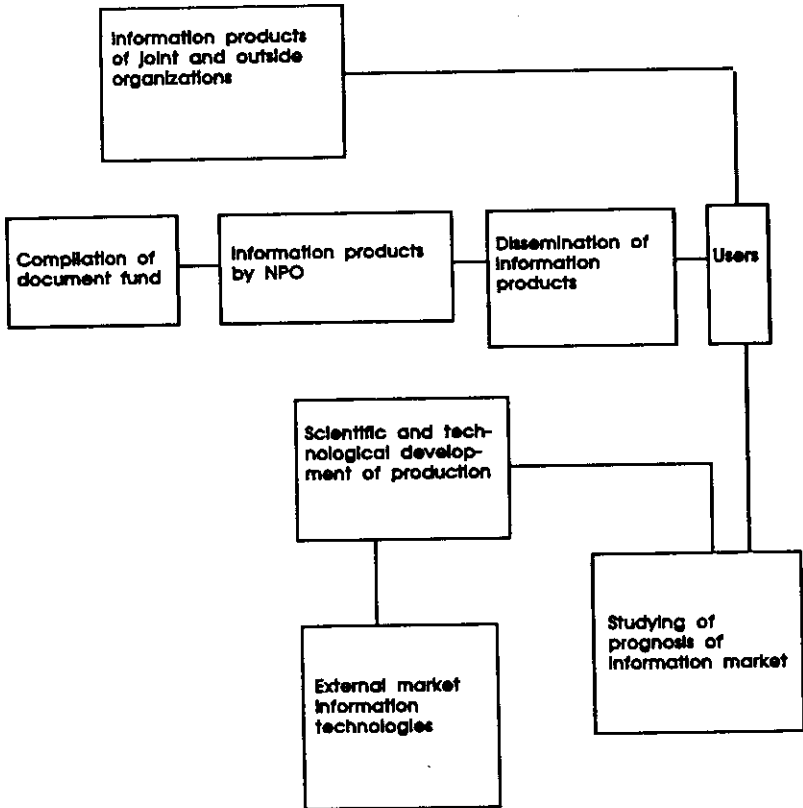 Information products
of joint and outside
organizations
Compilation of
document fund
Information products
by NPO
Dissemination of
information
products
Users
Scientific and tech-
nological develop-
ment of production
Studying of
prognosis of
information market
External market
information
technologies